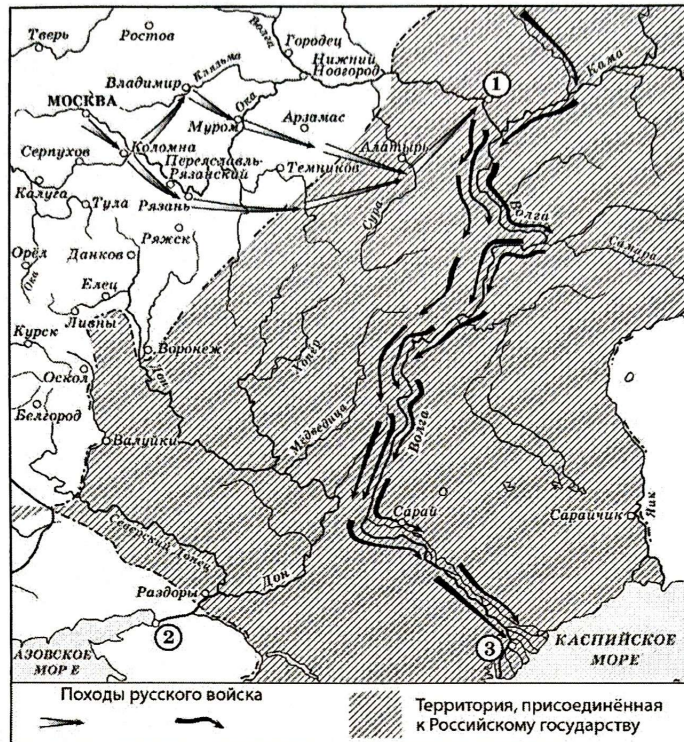 Тверь
Ростов
Волга
Городец
Нижний
Новгород
Клязьма
Владимир
Кама
1
МОСКВА
Ока
Муром
Арзамас
Коломна
Алатырь
Серпухов
Переяславль-
Рязанский
Темников
Калуга
Тула
Рязань
Сура
Волга
Ряжск
Самара
Орёл
Ока
Данков
Елец
Ливны
Курск
Воронеж
Хопёр
Дон
Оскол
Белгород
Медведица
Волга
Валуйки
Сарай
Сарайчик
Яик
Северский Донец
Раздоры
Дон
2
3
АЗОВСКОЕ
МОРЕ
КАСПИЙСКОЕ
МОРЕ
Походы русского войска
Территория, присоединённая
к Российскому государству